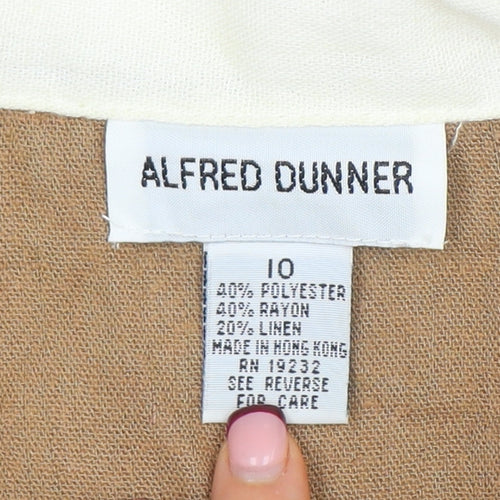 ALFRED DUNNER
10
40% POLYESTER
40% RAYON
20% LINEN
MADE IN HONG KONG
RN 19232
SEE REVERSE
FOR CARE